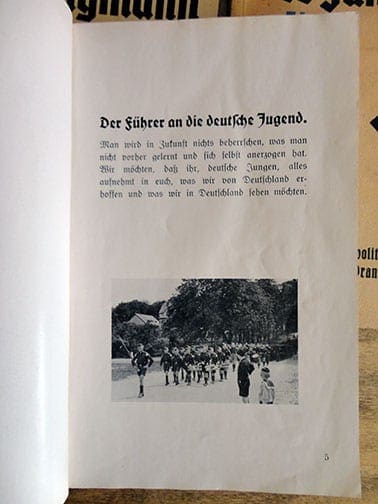 Der Führer an die deutsche Jugend.
Man wird in Zukunft nichts beherrschen, was man
nicht vorher gelernt und sich selbst anerzogen hat.
Wir möchten, daß ihr, deutsche Jungen, alles
aufnehmt in euch, was wir von Deutschland er-
hoffen und was wir in Deutschland sehen möchten.
5